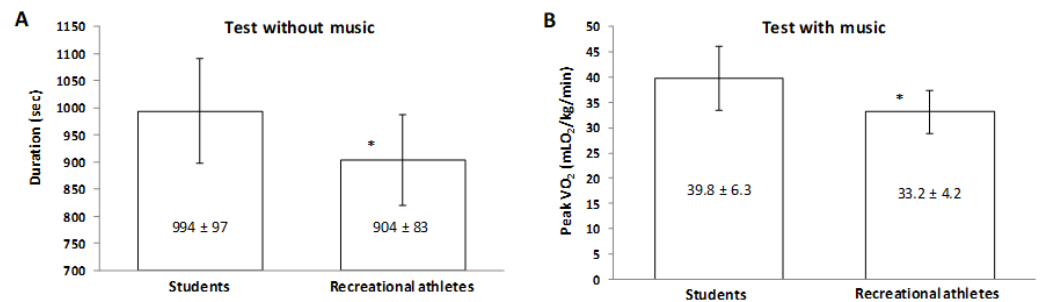 A
Test without music
Duration (sec)
1150
1100
1050
1000
950
900
850
800
750
700
*
994 ± 97
904 ± 83
Students
Recreational athletes
B
Test with music
Peak VO₂ (mLO₂/kg/min)
50
45
40
35
30
25
20
15
10
5
0
*
39.8 ± 6.3
33.2 ± 4.2
Students
Recreational athletes